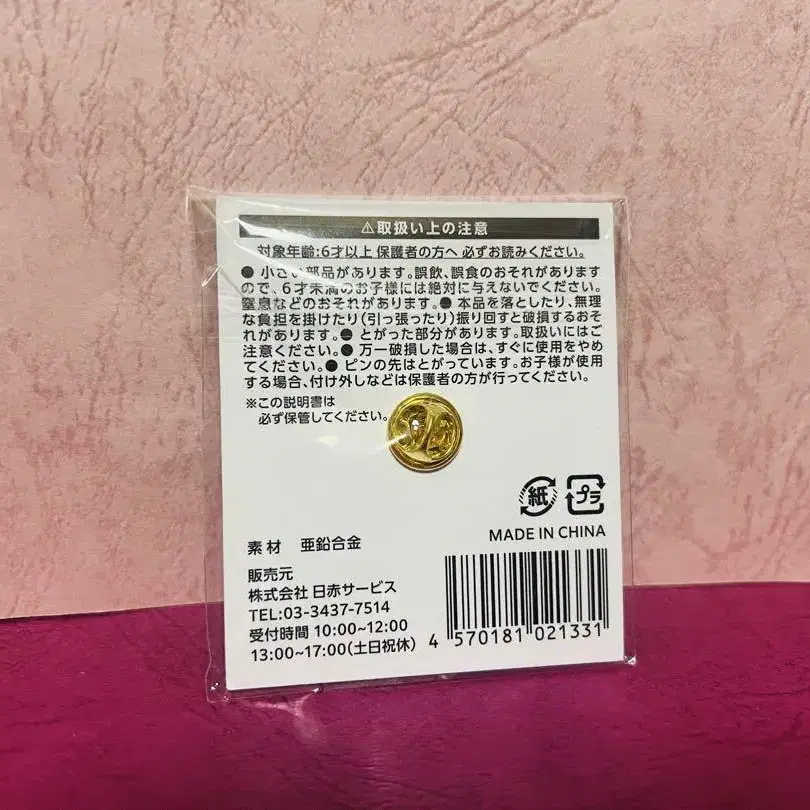 ⚠取扱い上の注意
対象年齢:6才以上 保護者の方へ 必ずお読みください。
● 小さい部品があります。誤飲、誤食のおそれがあります
ので、6才未満のお子様には絶対に与えないでください。
窒息などのおそれがあります。● 本品を落としたり、無理
な負担を掛けたり(引っ張ったり)振り回すと破損するおそ
れがあります。● とがった部分があります。取扱いにはご
注意ください。● 万一破損した場合は、すぐに使用をやめ
てください。● ピンの先はとがっています。お子様が使用
する場合、付け外しなどは保護者の方が行ってください。
※この説明書は
必ず保管してください。
紙 プラ
MADE IN CHINA
素材 亜鉛合金
販売元
株式会社 日赤サービス
TEL:03-3437-7514
受付時間 10:00~12:00
13:00~17:00(土日祝休)
4 570181 021331